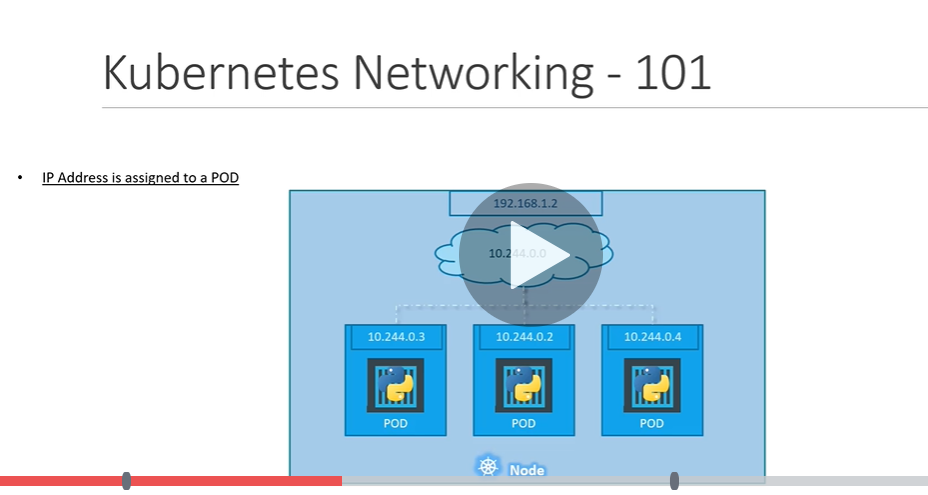 Kubernetes Networking - 101
• IP Address is assigned to a POD
192.168.1.2
10.244.0.0
10.244.0.3
10.244.0.2
10.244.0.4
POD
POD
POD
Node